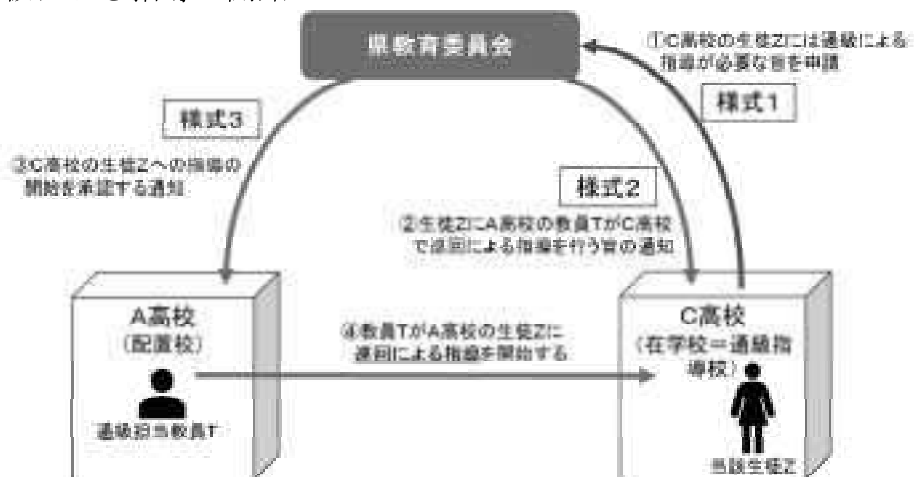 県教育委員会
①C高校の生徒Zには通級による
指導が必要な旨を申請
様式1
様式3
③C高校の生徒Zへの指導の
開始を承認する通知
様式2
②生徒ZにA高校の教員TがC高校
で巡回による指導を行う旨の通知
A高校
(配置校)
通級担当教員T
④教員TがA高校の生徒Zに
巡回による指導を開始する
C高校
(在学校=通級指
導校)
当該生徒Z